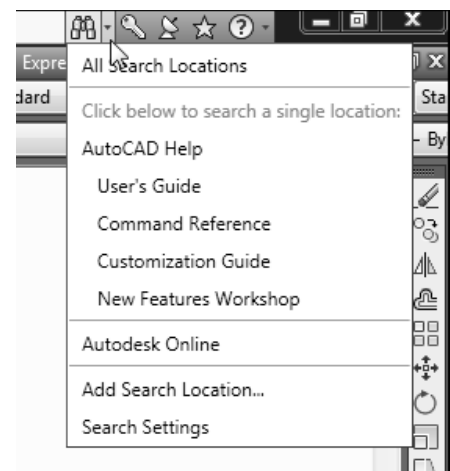 Expre
All Search Locations
dard
Sta
Click below to search a single location:
By
AutoCAD Help
User's Guide
Command Reference
Customization Guide
New Features Workshop
Autodesk Online
Add Search Location...
Search Settings